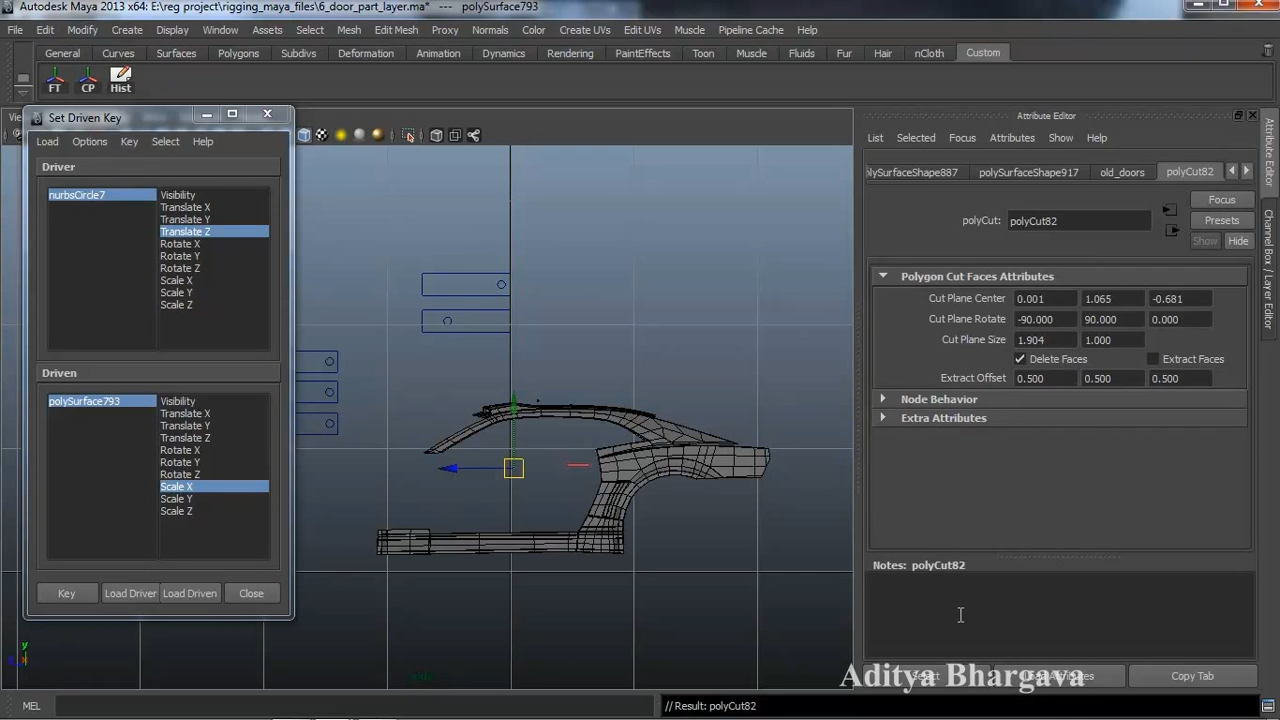 Autodesk Maya 2013 x64: E:\reg project\rigging_maya_files\6_door_part_layer.ma* --- polySurface793
File Edit Modify Create Display Window Assets Select Mesh Edit Mesh Proxy Normals Color Create UVs Edit UVs Muscle Pipeline Cache Help
General Curves Surfaces Polygons Subdivs Deformation Animation Dynamics Rendering PaintEffects Toon Muscle Fluids Fur Hair nCloth Custom
FT CP Hist
Set Driven Key
Load Options Key Select Help
Driver
nurbsCircle7
Visibility
Translate X
Translate Y
Translate Z
Rotate X
Rotate Y
Rotate Z
Scale X
Scale Y
Scale Z
Driven
polySurface793
Visibility
Translate X
Translate Y
Translate Z
Rotate X
Rotate Y
Rotate Z
Scale X
Scale Y
Scale Z
Key Load Driver Load Driven Close
y
Attribute Editor
List Selected Focus Attributes Show Help
lySurfaceShape887 polySurfaceShape917 old_doors polyCut82
Focus
polyCut: polyCut82
Presets
Show Hide
Polygon Cut Faces Attributes
Cut Plane Center 0.001 1.065 -0.681
Cut Plane Rotate -90.000 90.000 0.000
Cut Plane Size 1.904 1.000
Delete Faces Extract Faces
Extract Offset 0.500 0.500 0.500
Node Behavior
Extra Attributes
Notes: polyCut82
Aditya Bhargava
Copy Tab
Attribute Editor
Channel Box / Layer Editor
MEL
// Result: polyCut82